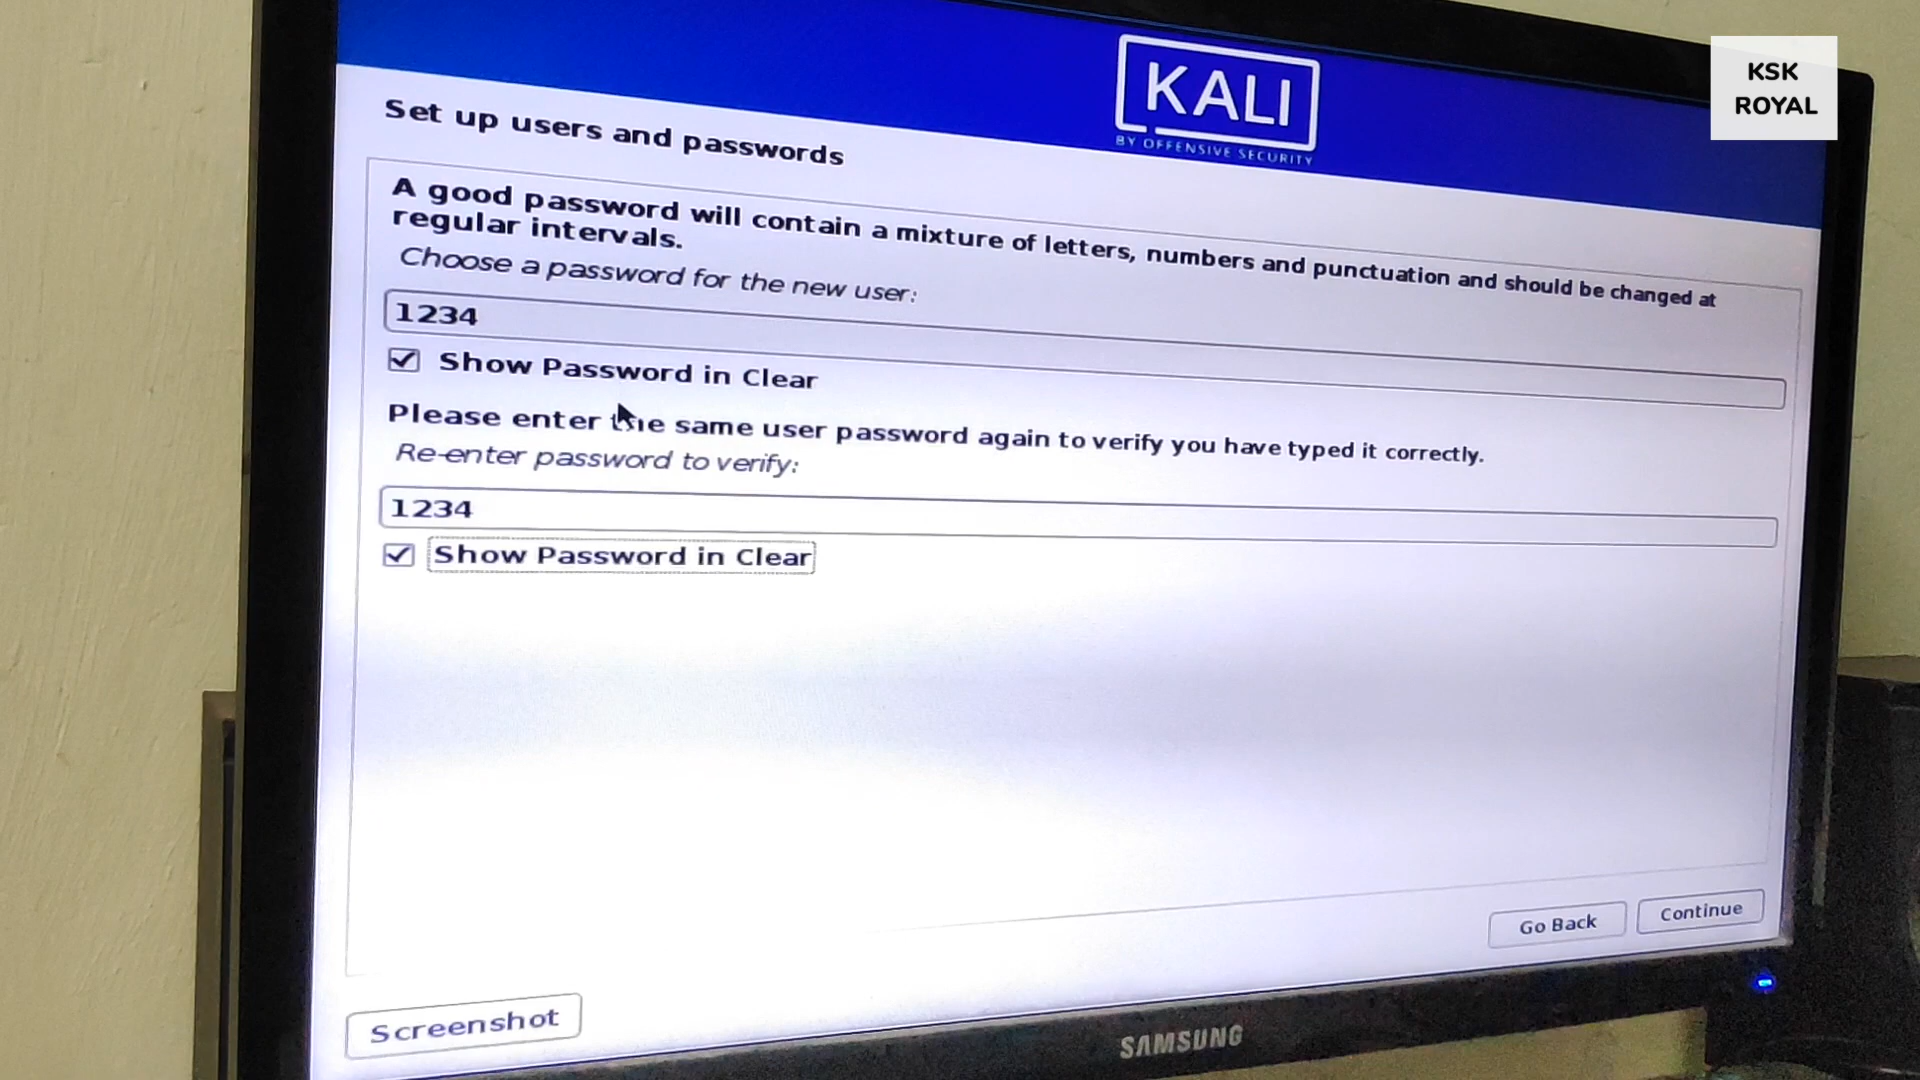 KSK
ROYAL
KALI
BY OFFENSIVE SECURITY
Set up users and passwords
A good password will contain a mixture of letters, numbers and punctuation and should be changed at
regular intervals.
Choose a password for the new user:
1234
Show Password in Clear
Please enter the same user password again to verify you have typed it correctly.
Re-enter password to verify:
1234
Show Password in Clear
Go Back
Continue
Screenshot
SAMSUNG